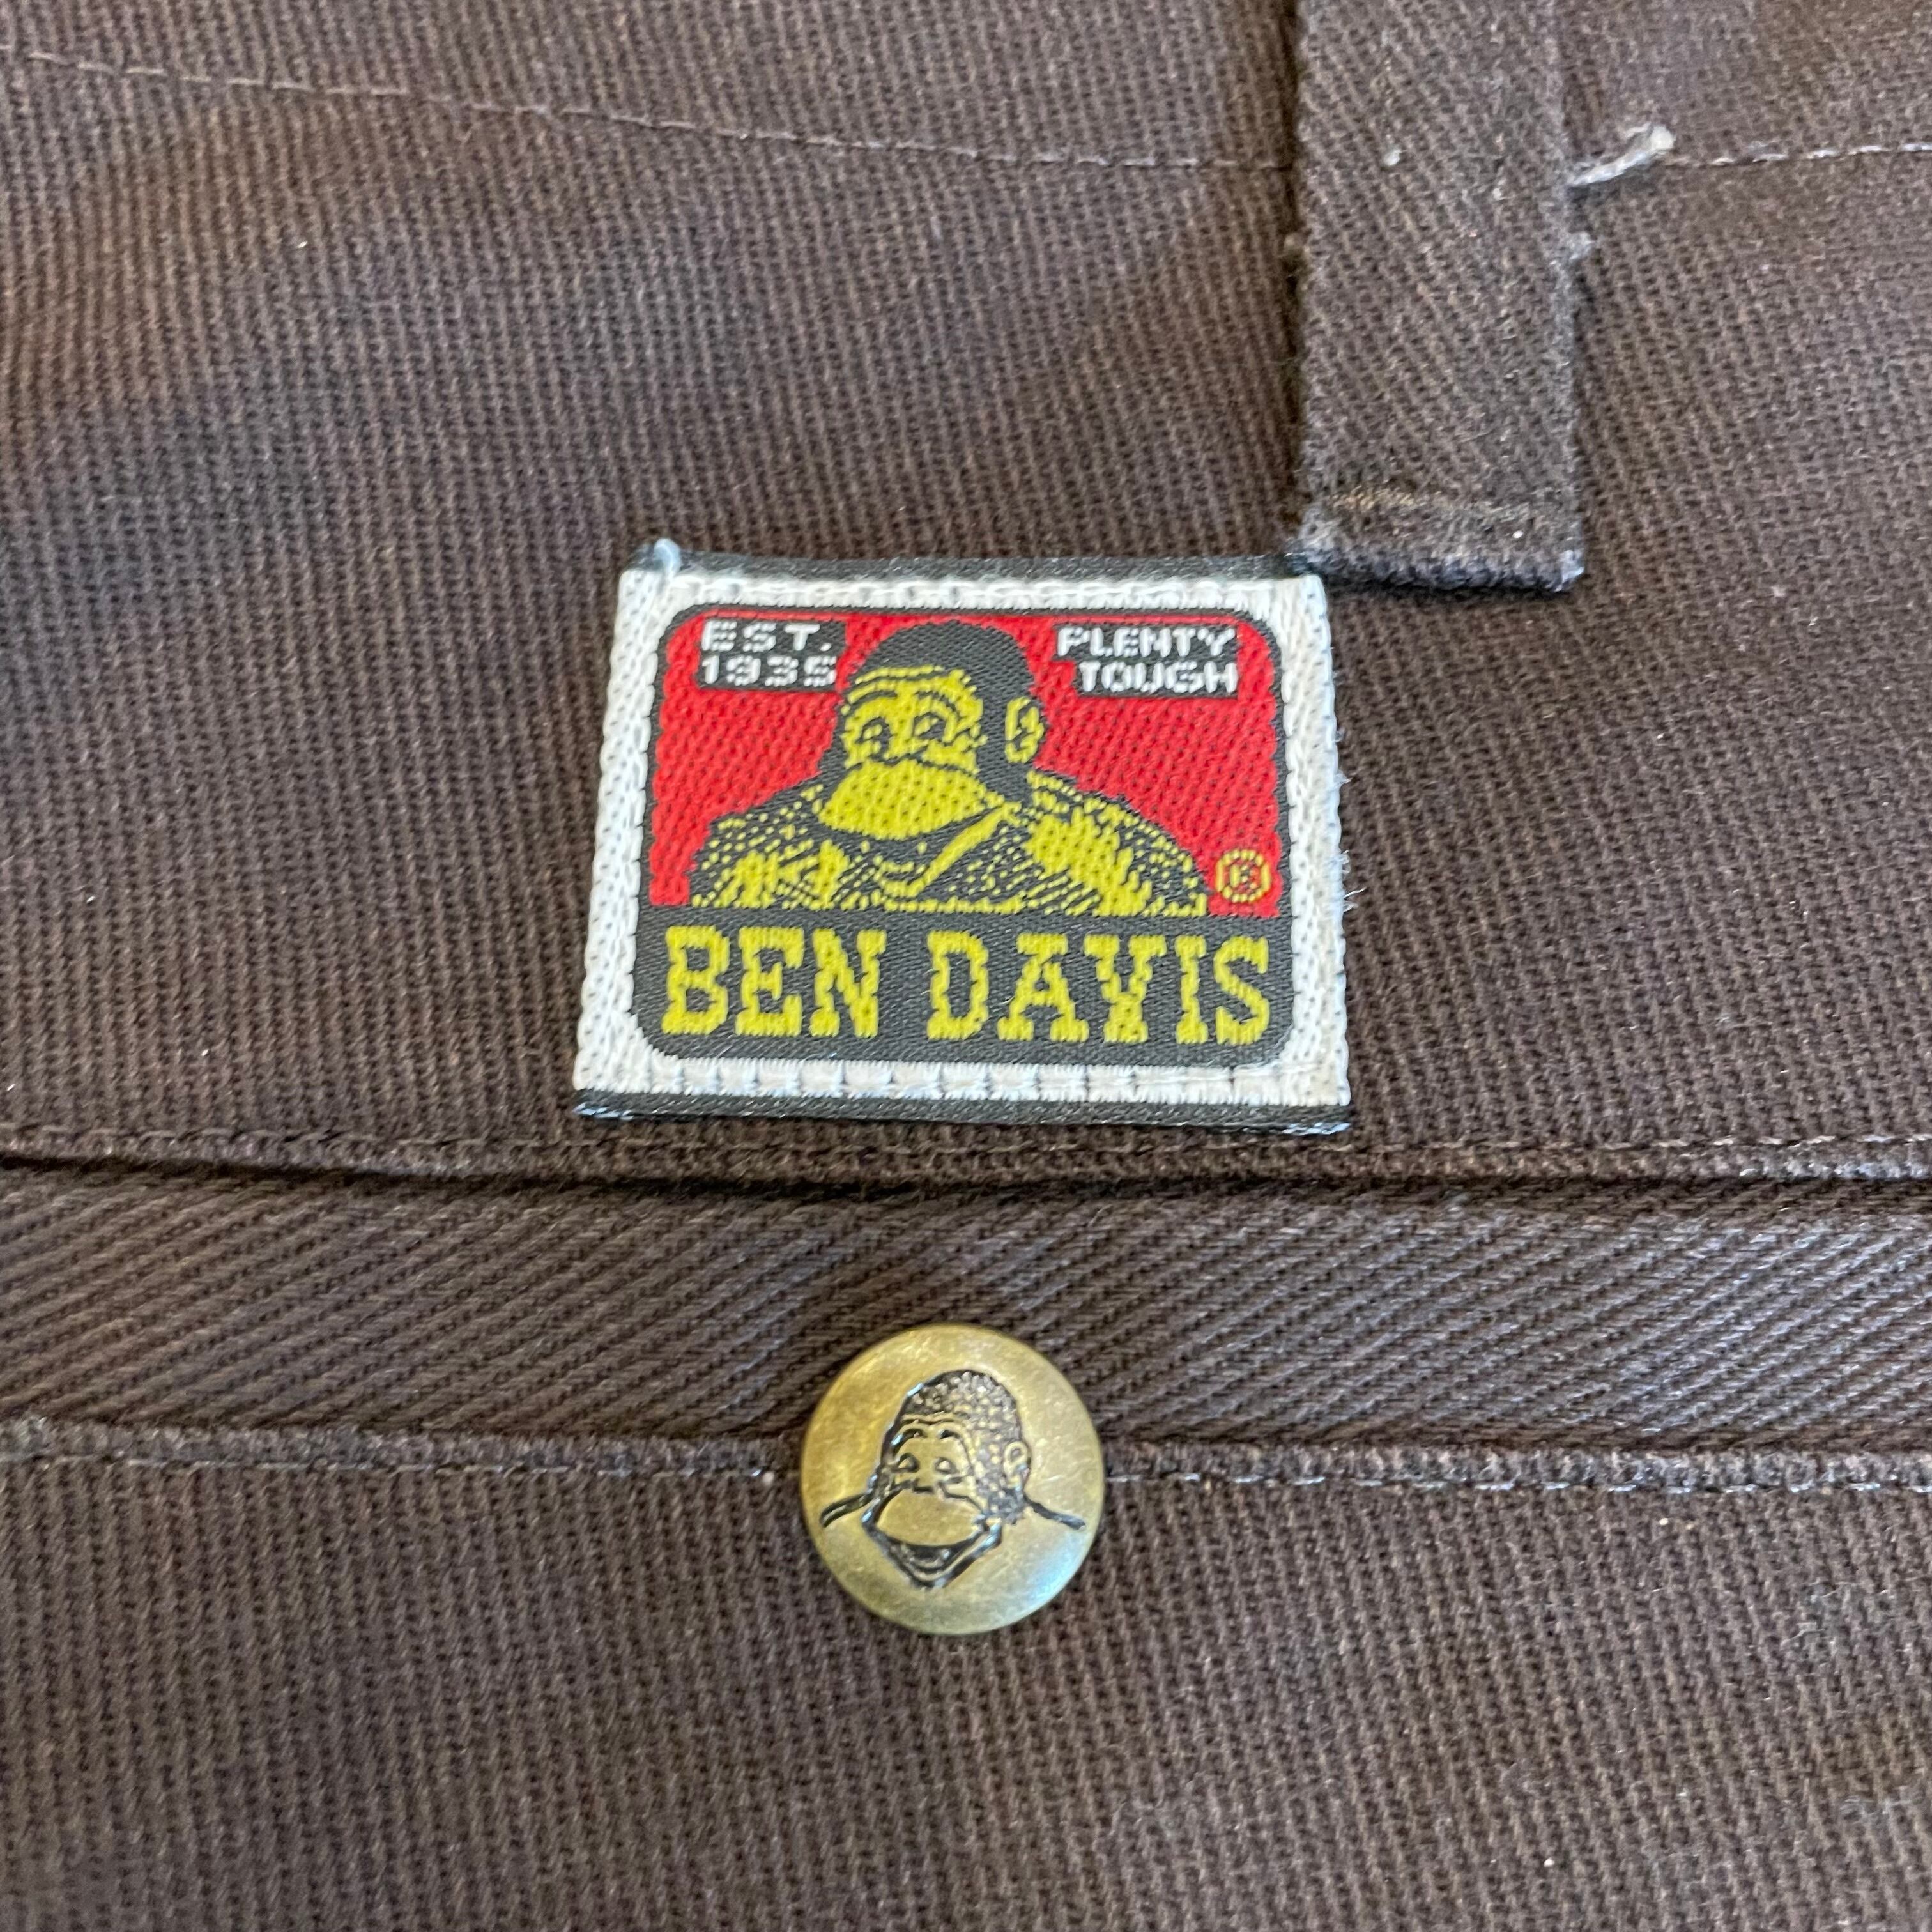 EST.
1935
PLENTY
TOUGH
®
BEN DAVIS